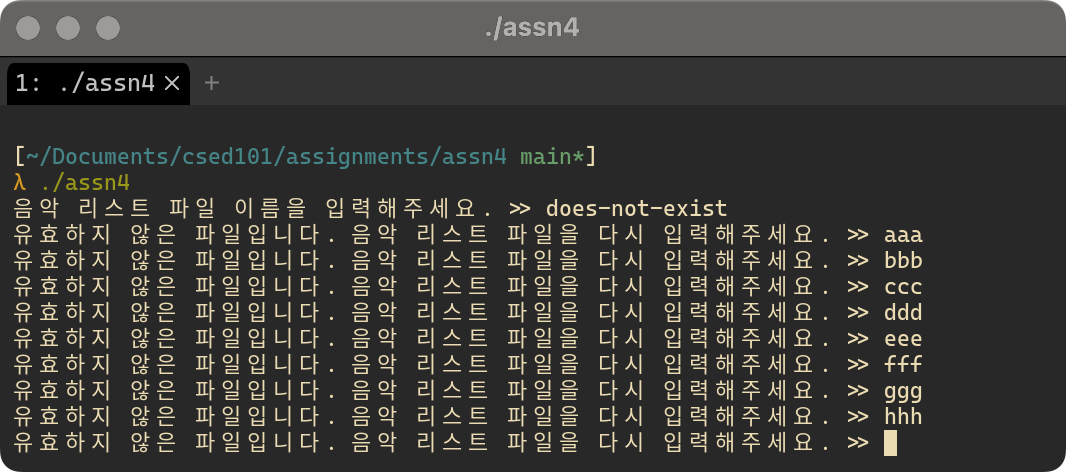 ./assn4
1: ./assn4 × +
[~/Documents/csed101/assignments/assn4 main*]
λ ./assn4
음악 리스트 파일 이름을 입력해주세요. >> does-not-exist
유효하지 않은 파일입니다. 음악 리스트 파일을 다시 입력해주세요. >> aaa
유효하지 않은 파일입니다. 음악 리스트 파일을 다시 입력해주세요. >> bbb
유효하지 않은 파일입니다. 음악 리스트 파일을 다시 입력해주세요. >> ccc
유효하지 않은 파일입니다. 음악 리스트 파일을 다시 입력해주세요. >> ddd
유효하지 않은 파일입니다. 음악 리스트 파일을 다시 입력해주세요. >> eee
유효하지 않은 파일입니다. 음악 리스트 파일을 다시 입력해주세요. >> fff
유효하지 않은 파일입니다. 음악 리스트 파일을 다시 입력해주세요. >> ggg
유효하지 않은 파일입니다. 음악 리스트 파일을 다시 입력해주세요. >> hhh
유효하지 않은 파일입니다. 음악 리스트 파일을 다시 입력해주세요. >>